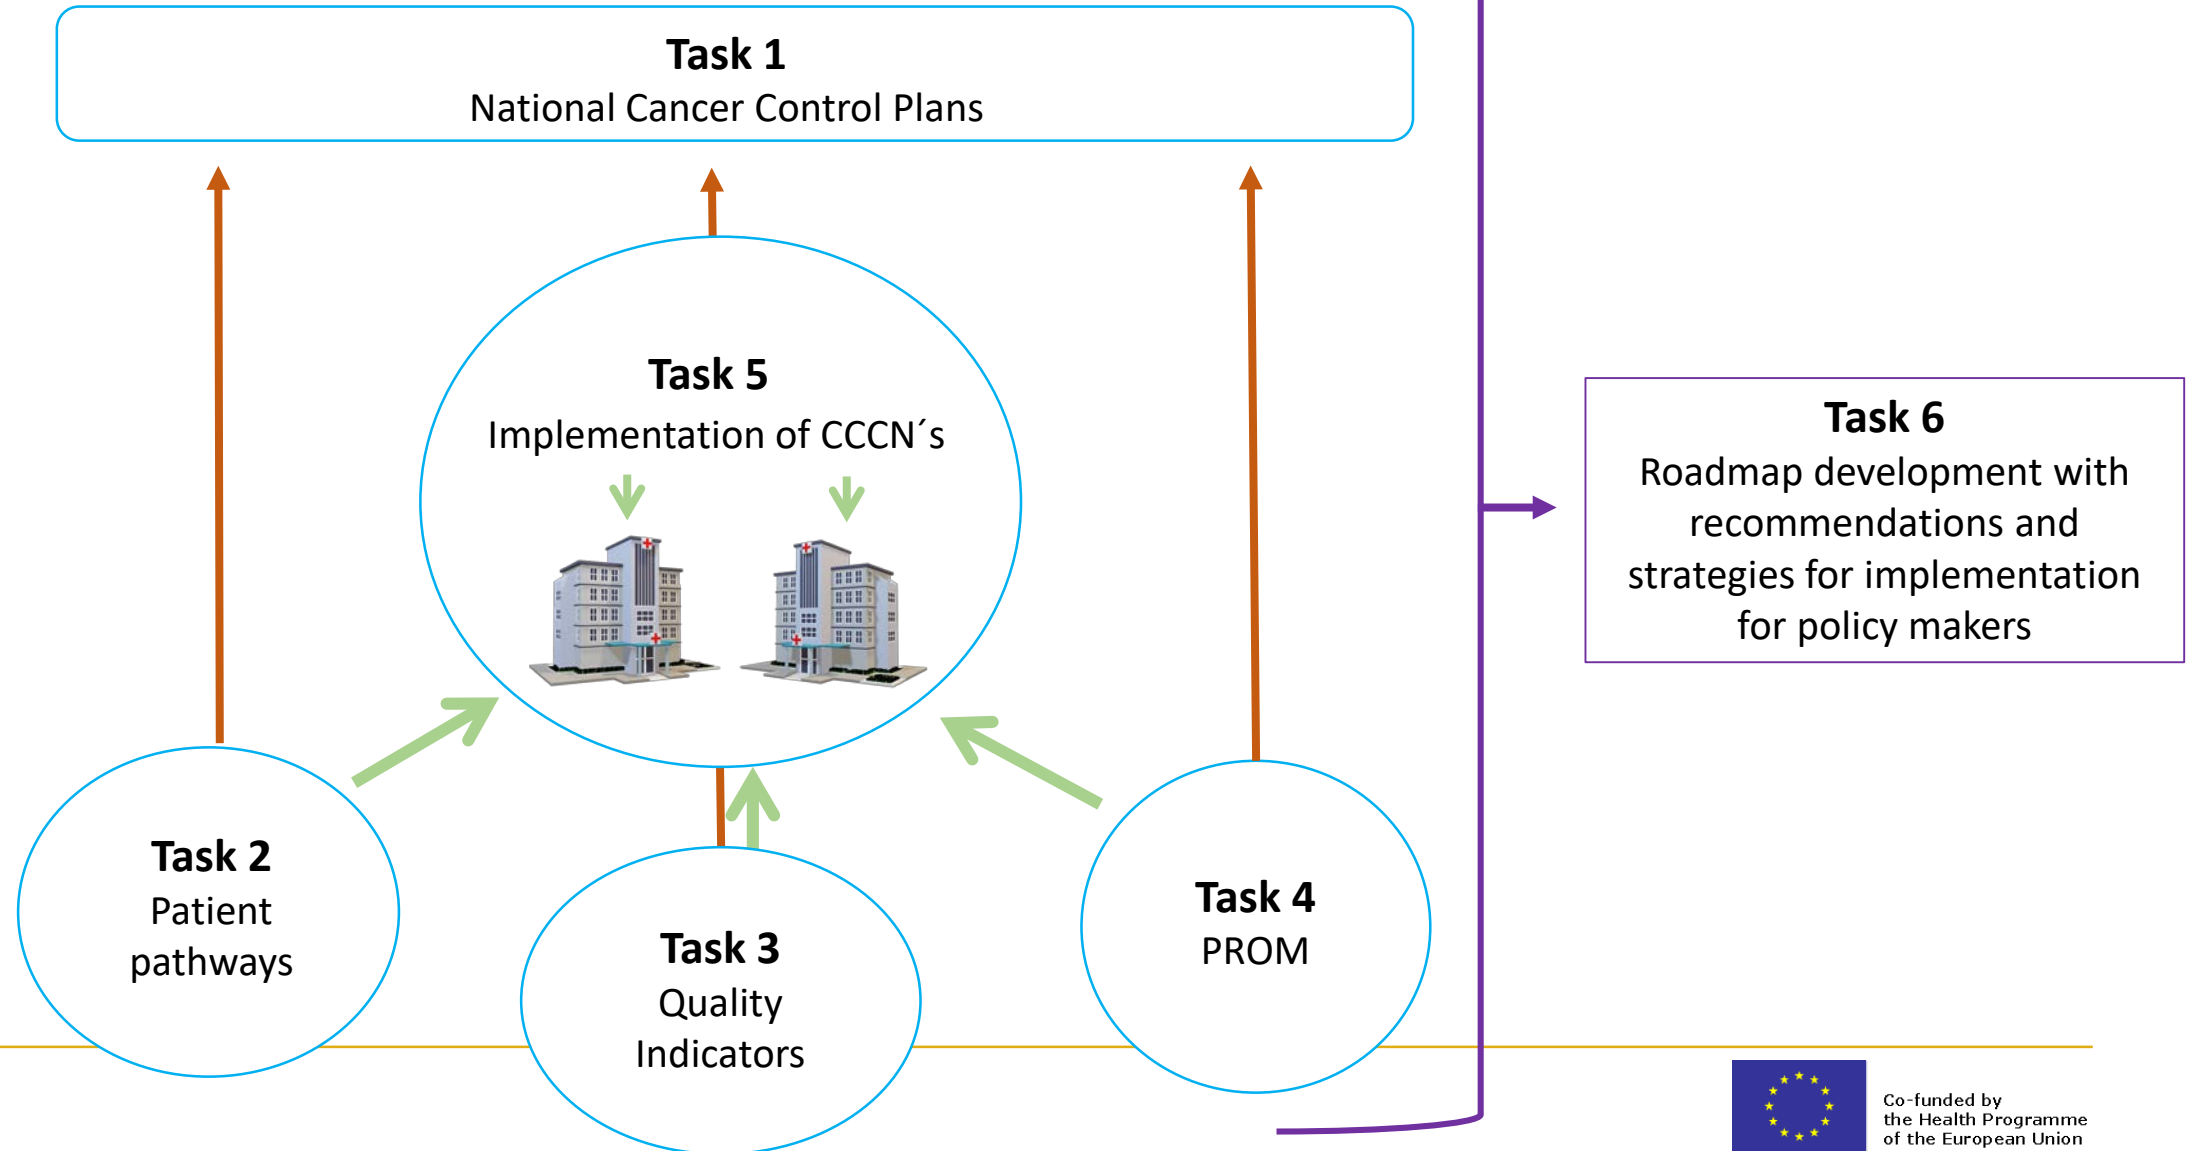 Task 1
National Cancer Control Plans
Task 5
Implementation of CCCN´s
Task 6
Roadmap development with
recommendations and
strategies for implementation
for policy makers
Task 2
Patient
pathways
Task 3
Quality
Indicators
Task 4
PROM
Co-funded by
the Health Programme
of the European Union